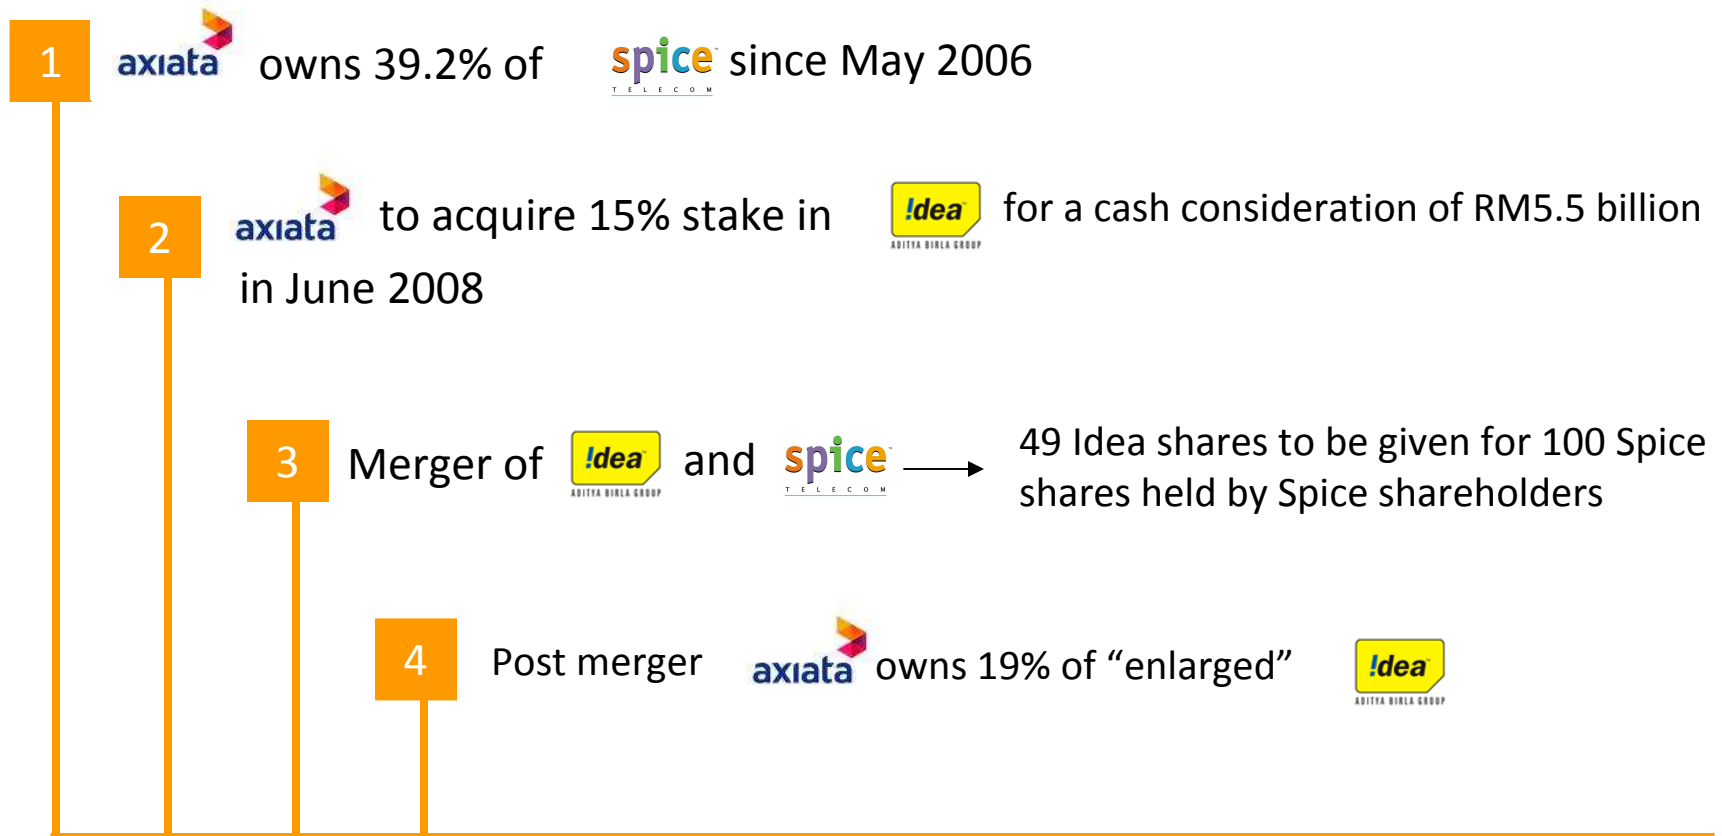 1 axiata owns 39.2% of spice TELECOM since May 2006
2 axiata to acquire 15% stake in !dea ADITYA BIRLA GROUP for a cash consideration of RM5.5 billion
in June 2008
3 Merger of !dea ADITYA BIRLA GROUP and spice TELECOM 49 Idea shares to be given for 100 Spice
shares held by Spice shareholders
4 Post merger axiata owns 19% of “enlarged” !dea ADITYA BIRLA GROUP